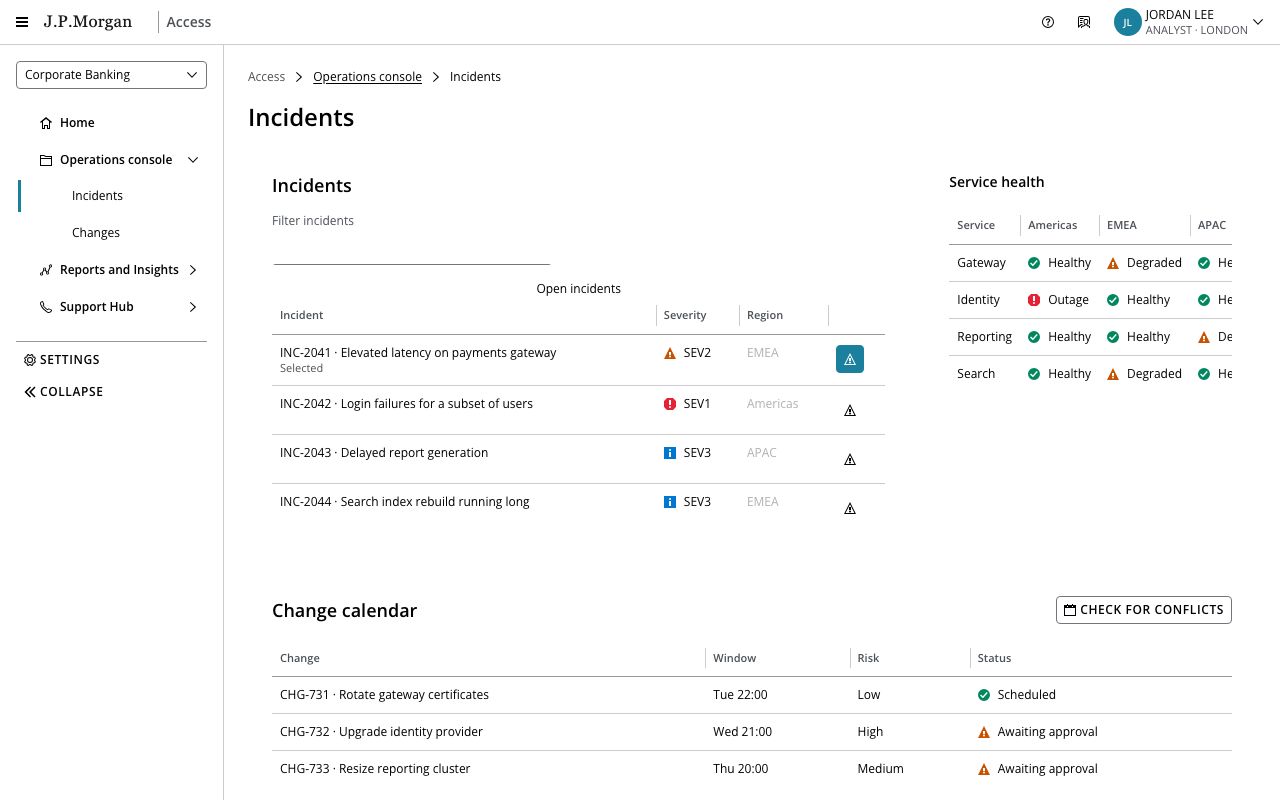 J.P.Morgan Access
JL JORDAN LEE
ANALYST · LONDON
Corporate Banking
Home
Operations console
Incidents
Changes
Reports and Insights
Support Hub
SETTINGS
COLLAPSE
Access Operations console Incidents
Incidents
Incidents
Filter incidents
Open incidents
Incident Severity Region
INC-2041 · Elevated latency on payments gateway SEV2 EMEA
Selected
INC-2042 · Login failures for a subset of users SEV1 Americas
INC-2043 · Delayed report generation SEV3 APAC
INC-2044 · Search index rebuild running long SEV3 EMEA
Service health
Service Americas EMEA APAC
Gateway Healthy Degraded He
Identity Outage Healthy He
Reporting Healthy Healthy De
Search Healthy Degraded He
Change calendar
CHECK FOR CONFLICTS
Change Window Risk Status
CHG-731 · Rotate gateway certificates Tue 22:00 Low Scheduled
CHG-732 · Upgrade identity provider Wed 21:00 High Awaiting approval
CHG-733 · Resize reporting cluster Thu 20:00 Medium Awaiting approval